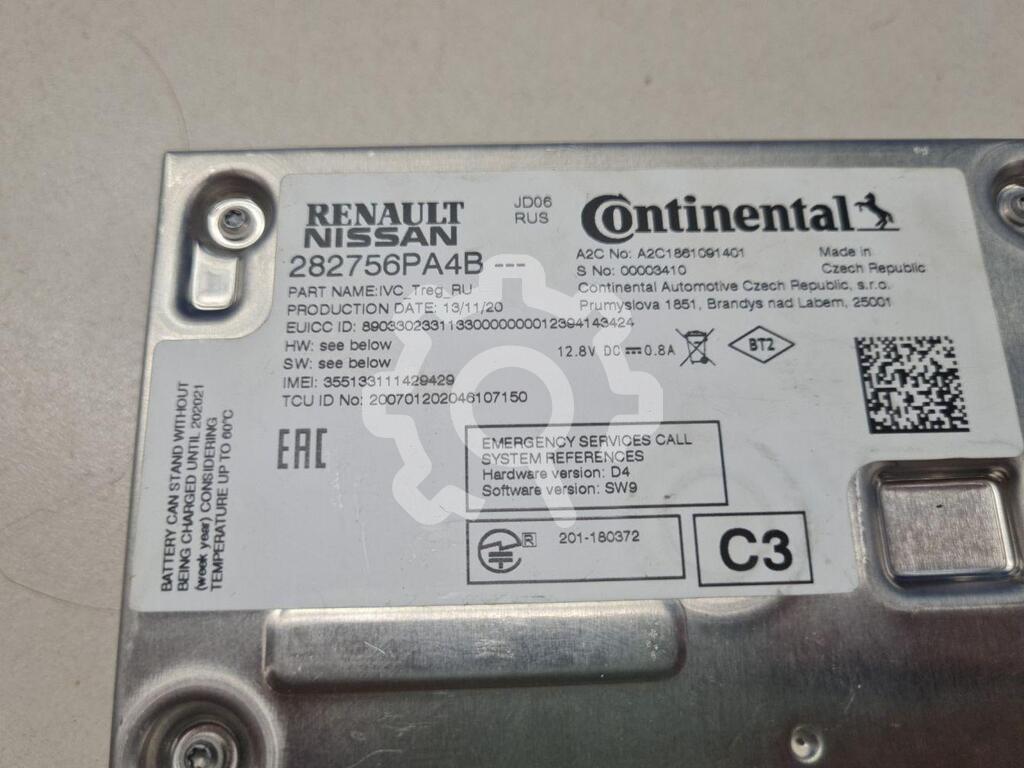 RENAULT
NISSAN
JD06
RUS
282756PA4B ---
PART NAME:IVC_Treg_RU
PRODUCTION DATE: 13/11/20
EUICC ID: 89033023311330000000012394143424
HW: see below
SW: see below
IMEI: 355133111429429
TCU ID No: 200701202046107150
Continental
A2C No: A2C1861091401
Made in
S No: 00003410
Czech Republic
Continental Automotive Czech Republic, s.r.o.
Prumyslova 1851, Brandys nad Labem, 25001
12.8V DC 0.8A
BT2
EAC
EMERGENCY SERVICES CALL
SYSTEM REFERENCES
Hardware version: D4
Software version: SW9
R 201-180372
C3
BATTERY CAN STAND WITHOUT
BEING CHARGED UNTIL 202021
(week year) CONSIDERING
TEMPERATURE UP TO 60°C